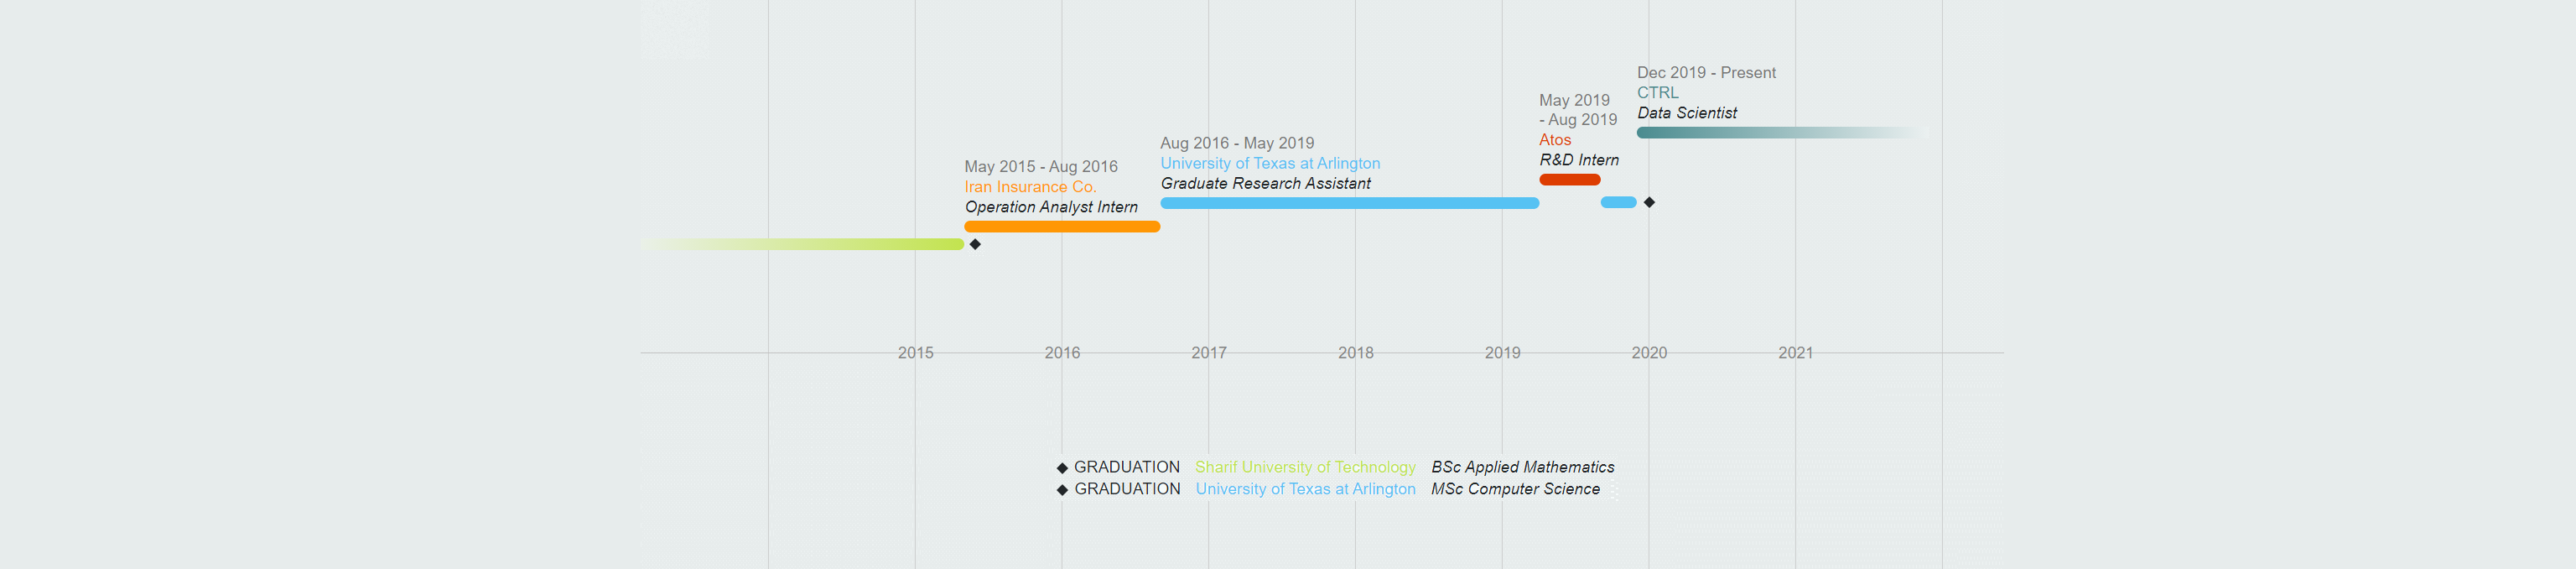 Dec 2019 - Present
CTRL
Data Scientist
May 2019
- Aug 2019
Atos
R&D Intern
Aug 2016 - May 2019
University of Texas at Arlington
Graduate Research Assistant
May 2015 - Aug 2016
Iran Insurance Co.
Operation Analyst Intern
2015 2016 2017 2018 2019 2020 2021
GRADUATION Sharif University of Technology BSc Applied Mathematics
GRADUATION University of Texas at Arlington MSc Computer Science